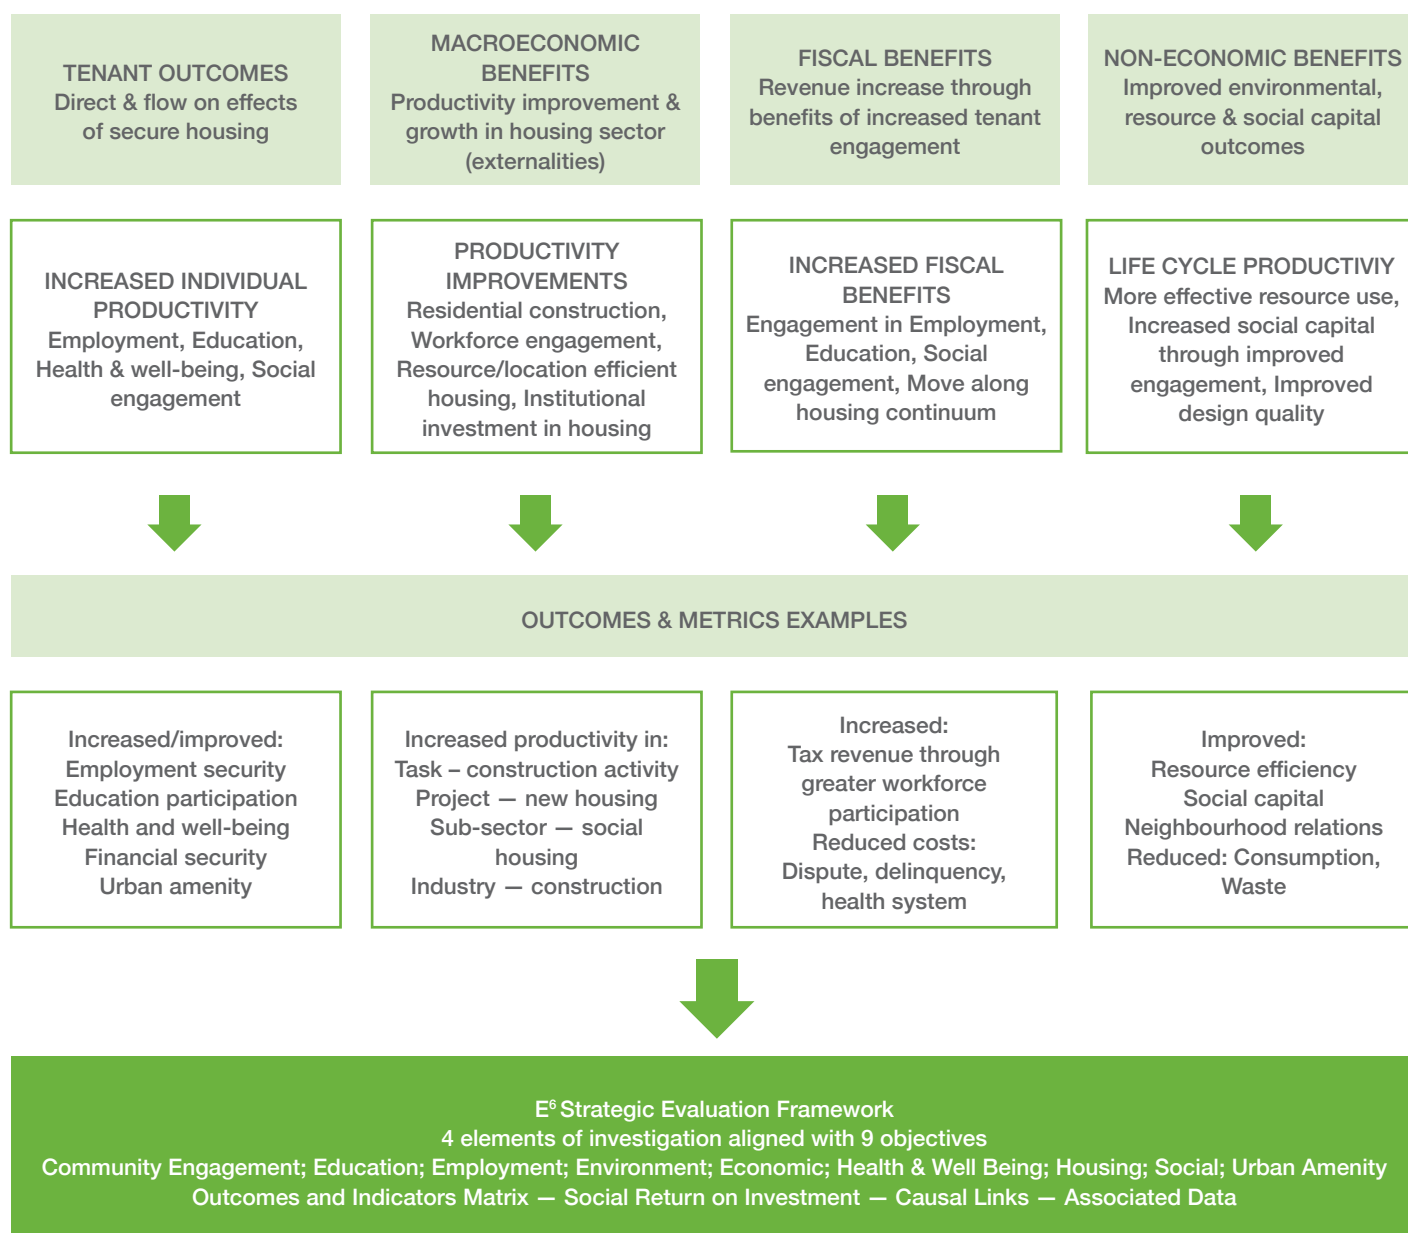 TENANT OUTCOMES
Direct & flow on effects
of secure housing
MACROECONOMIC
BENEFITS
Productivity improvement &
growth in housing sector
(externalities)
FISCAL BENEFITS
Revenue increase through
benefits of increased tenant
engagement
NON-ECONOMIC BENEFITS
Improved environmental,
resource & social capital
outcomes
INCREASED INDIVIDUAL
PRODUCTIVITY
Employment, Education,
Health & well-being, Social
engagement
PRODUCTIVITY
IMPROVEMENTS
Residential construction,
Workforce engagement,
Resource/location efficient
housing, Institutional
investment in housing
INCREASED FISCAL
BENEFITS
Engagement in Employment,
Education, Social
engagement, Move along
housing continuum
LIFE CYCLE PRODUCTIVIY
More effective resource use,
Increased social capital
through improved
engagement, Improved
design quality
OUTCOMES & METRICS EXAMPLES
Increased/improved:
Employment security
Education participation
Health and well-being
Financial security
Urban amenity
Increased productivity in:
Task – construction activity
Project — new housing
Sub-sector — social
housing
Industry — construction
Increased:
Tax revenue through
greater workforce
participation
Reduced costs:
Dispute, delinquency,
health system
Improved:
Resource efficiency
Social capital
Neighbourhood relations
Reduced: Consumption,
Waste
E⁶ Strategic Evaluation Framework
4 elements of investigation aligned with 9 objectives
Community Engagement; Education; Employment; Environment; Economic; Health & Well Being; Housing; Social; Urban Amenity
Outcomes and Indicators Matrix — Social Return on Investment — Causal Links — Associated Data